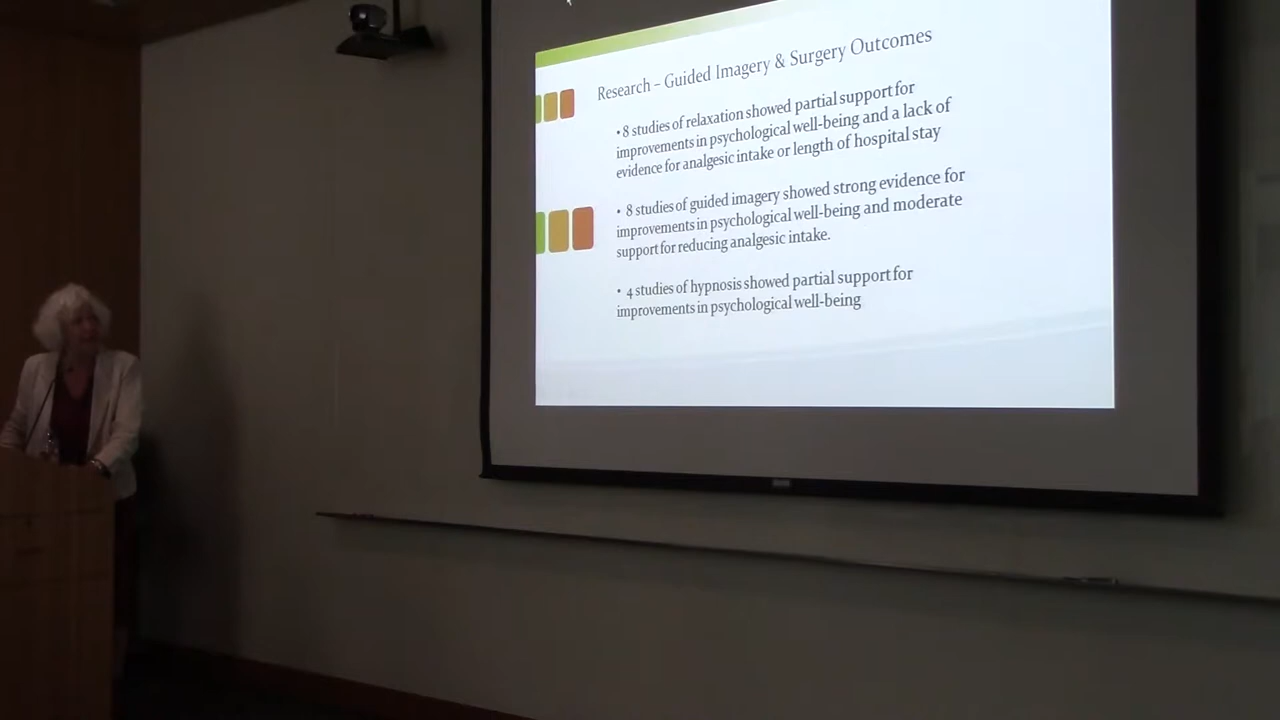 Research – Guided Imagery & Surgery Outcomes
• 8 studies of relaxation showed partial support for
improvements in psychological well-being and a lack of
evidence for analgesic intake or length of hospital stay
• 8 studies of guided imagery showed strong evidence for
improvements in psychological well-being and moderate
support for reducing analgesic intake.
• 4 studies of hypnosis showed partial support for
improvements in psychological well-being